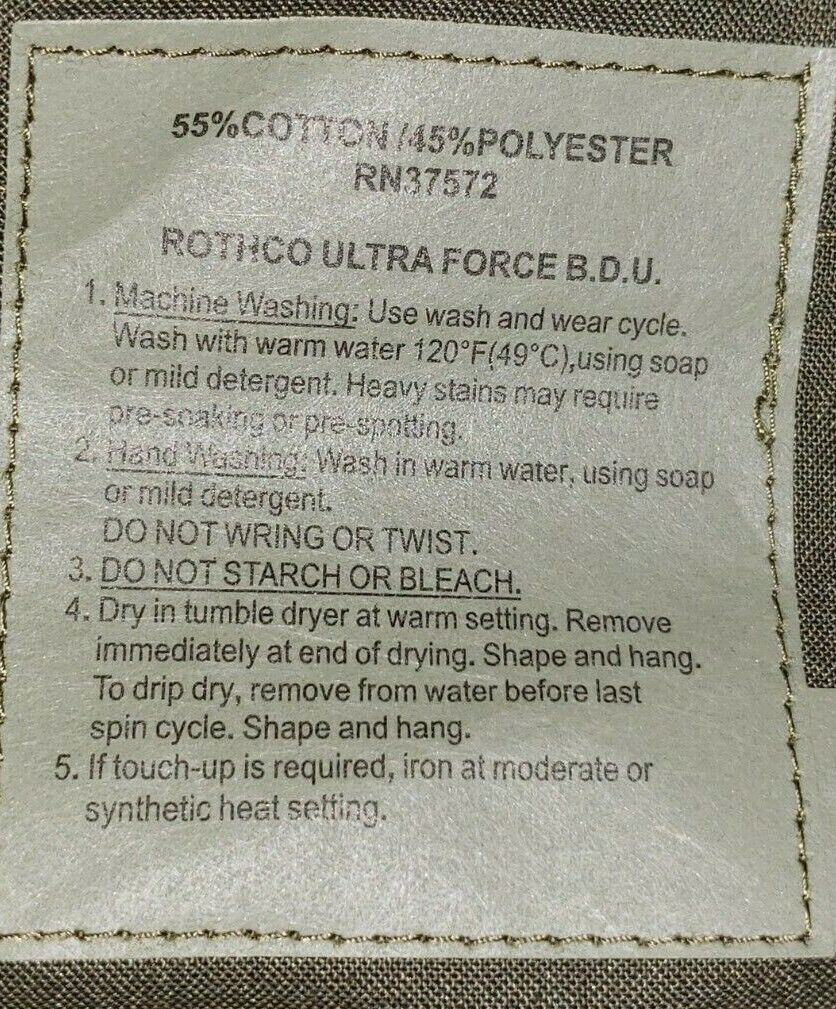 55%COTTON/45%POLYESTER
RN37572
ROTHCO ULTRA FORCE B.D.U.
1. Machine Washing: Use wash and wear cycle.
Wash with warm water 120°F(49°C),using soap
or mild detergent. Heavy stains may require
pre-soaking or pre-spotting.
2. Hand Washing: Wash in warm water, using soap
or mild detergent.
DO NOT WRING OR TWIST.
3. DO NOT STARCH OR BLEACH.
4. Dry in tumble dryer at warm setting. Remove
immediately at end of drying. Shape and hang.
To drip dry, remove from water before last
spin cycle. Shape and hang.
5. If touch-up is required, iron at moderate or
synthetic heat setting.